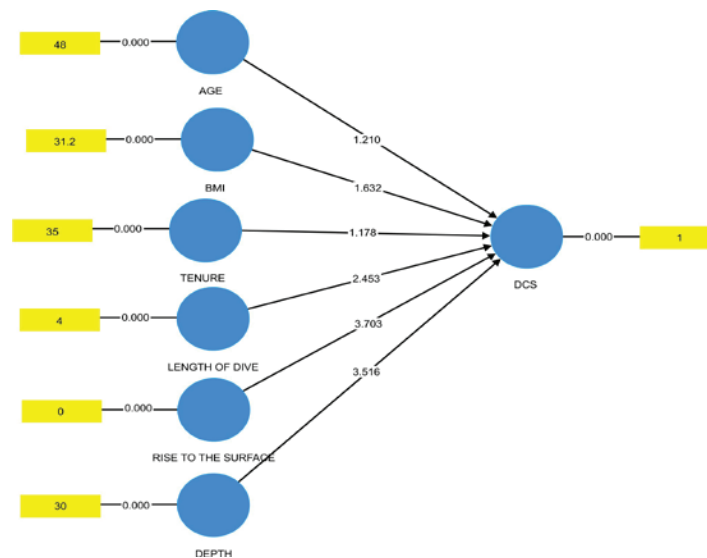 48
0.000
AGE
1.210
31.2
0.000
BMI
1.632
35
0.000
TENURE
1.178
4
0.000
LENGTH OF DIVE
2.453
0
0.000
RISE TO THE SURFACE
3.703
30
0.000
DEPTH
3.516
DCS
0.000
1